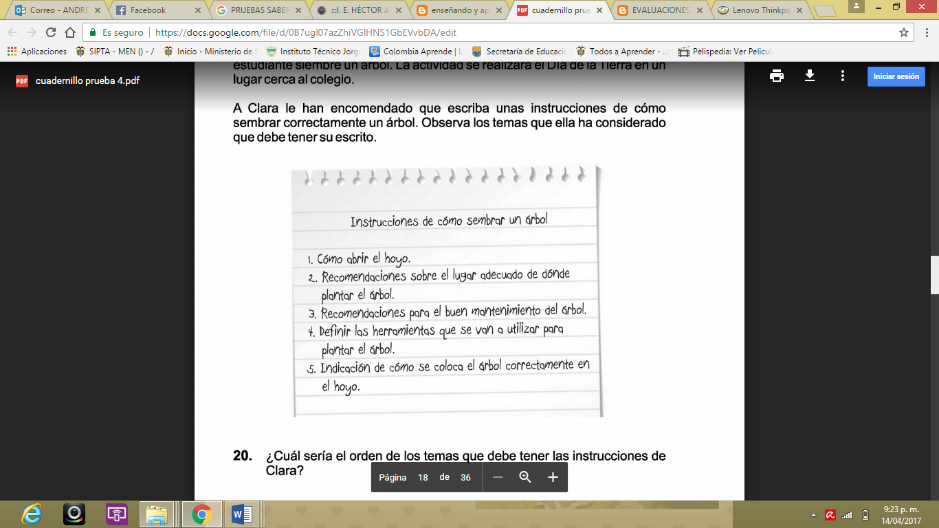 Correo - ANDRE
Facebook
PRUEBAS SABER
::I. E. HÉCTOR Á
enseñando y ap
cuadernillo prue
EVALUACIONES
Lenovo Thinkpa
Es seguro
https://docs.google.com/file/d/0B7ugl07azZhiVGlHNS1GbEVvbDA/edit
Aplicaciones
SIPTA - MEN () - /
Inicio - Ministerio de
Instituto Técnico Jorge
Colombia Aprende | L
Secretaría de Educació
Todos a Aprender - ...
Pelispedia: Ver Pelicul
PDF cuadernillo prueba 4.pdf
Iniciar sesión
estudiante siembre un árbol. La actividad se realizará el Día de la Tierra en un
lugar cerca al colegio.
A Clara le han encomendado que escriba unas instrucciones de cómo
sembrar correctamente un árbol. Observa los temas que ella ha considerado
que debe tener su escrito.
Instrucciones de cómo sembrar un árbol
1. Cómo abrir el hoyo.
2. Recomendaciones sobre el lugar adecuado de dónde
plantar el árbol.
3. Recomendaciones para el buen mantenimiento del árbol.
4. Definir las herramientas que se van a utilizar para
plantar el árbol.
5. Indicación de cómo se coloca el árbol correctamente en
el hoyo.
20. ¿Cuál sería el orden de los temas que debe tener las instrucciones de
Clara?
Página 18 de 36
9:23 p. m.
14/04/2017